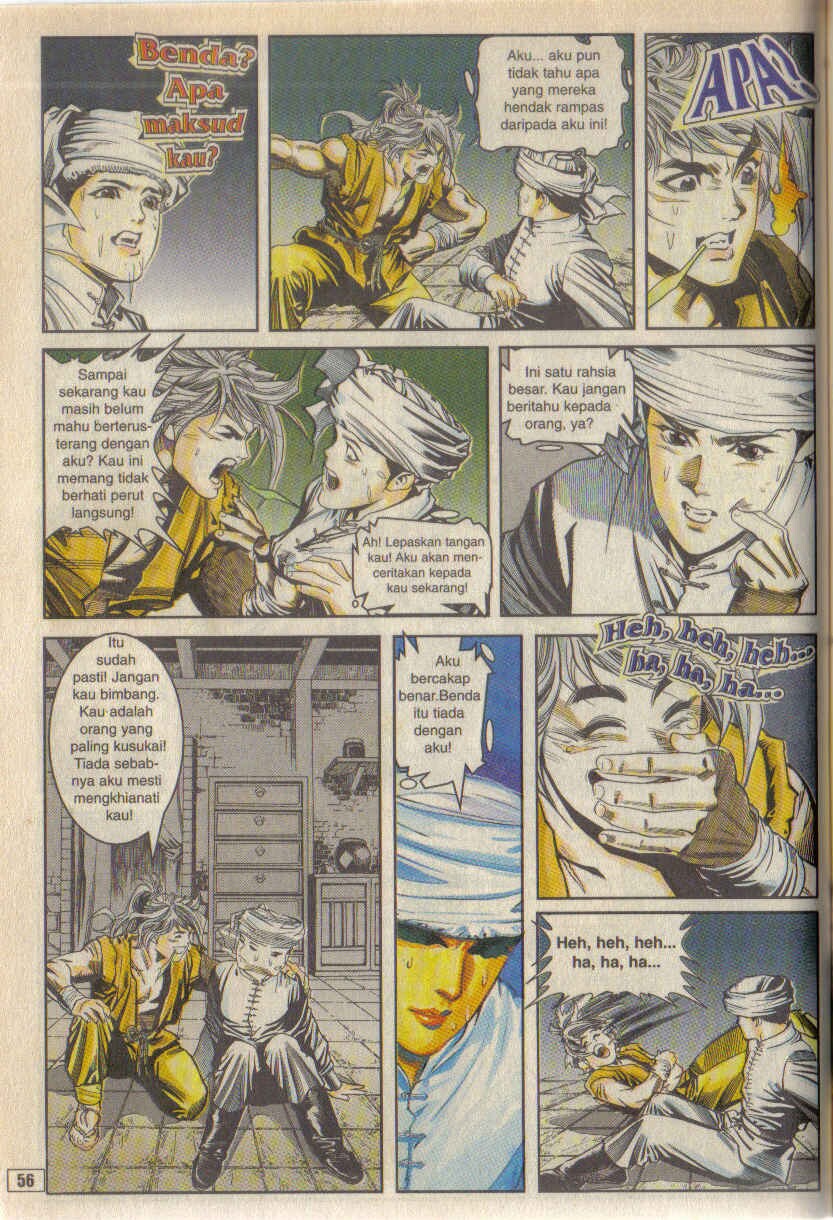 Benda?
Apa
maksud
kau?
Aku... aku pun
tidak tahu apa
yang mereka
hendak rampas
daripada aku ini!
APA?
Sampai
sekarang kau
masih belum
mahu berterus-
terang dengan
aku? Kau ini
memang tidak
berhati perut
langsung!
Ah! Lepaskan tangan
kau! Aku akan men-
ceritakan kepada
kau sekarang!
Ini satu rahsia
besar. Kau jangan
beritahu kepada
orang, ya?
Itu
sudah
pasti! Jangan
kau bimbang.
Kau adalah
orang yang
paling kusukai!
Tiada sebab-
nya aku mesti
mengkhianati
kau!
Aku
bercakap
benar.Benda
itu tiada
dengan
aku!
Heh, heh, heh...
ha, ha, ha...
Heh, heh, heh...
ha, ha, ha...
56